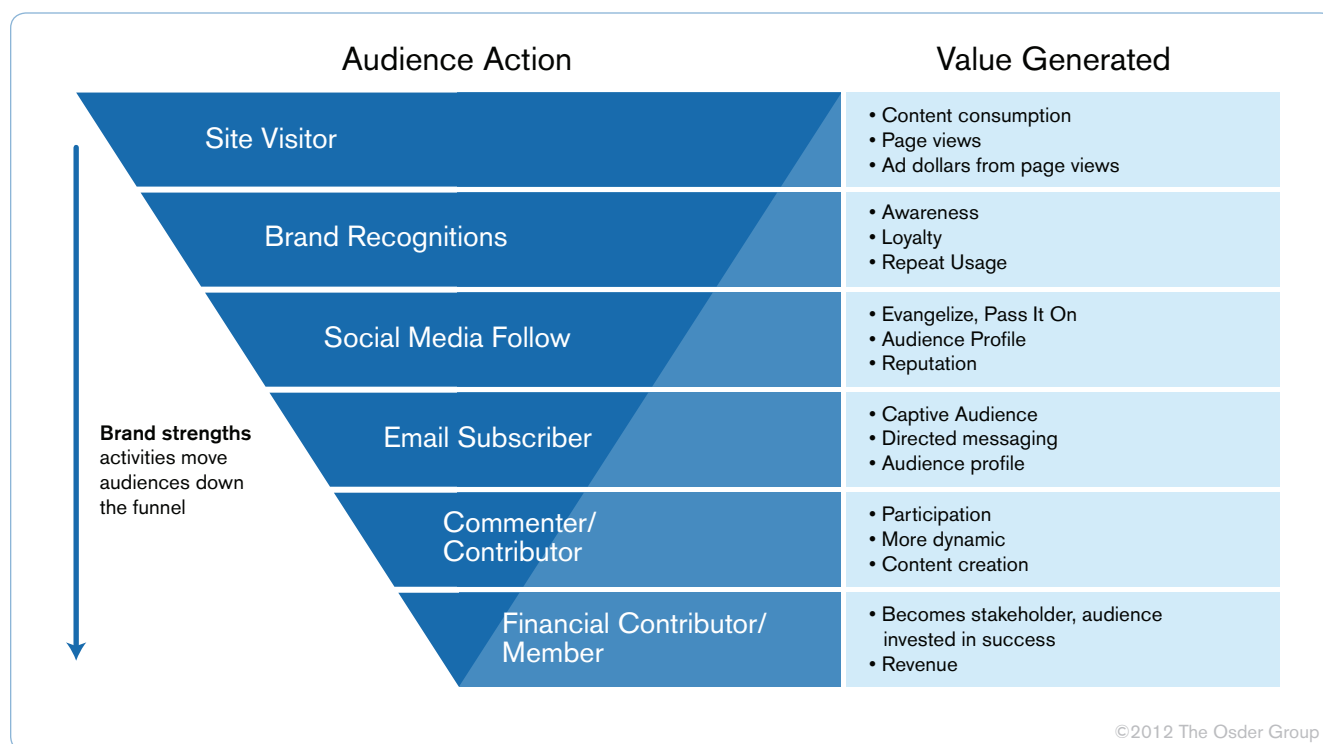 Audience Action
Value Generated
Site Visitor
• Content consumption
• Page views
• Ad dollars from page views
Brand Recognitions
• Awareness
• Loyalty
• Repeat Usage
Social Media Follow
• Evangelize, Pass It On
• Audience Profile
• Reputation
Email Subscriber
• Captive Audience
• Directed messaging
• Audience profile
Commenter/
Contributor
• Participation
• More dynamic
• Content creation
Financial Contributor/
Member
• Becomes stakeholder, audience
invested in success
• Revenue
Brand strengths
activities move
audiences down
the funnel
©2012 The Osder Group